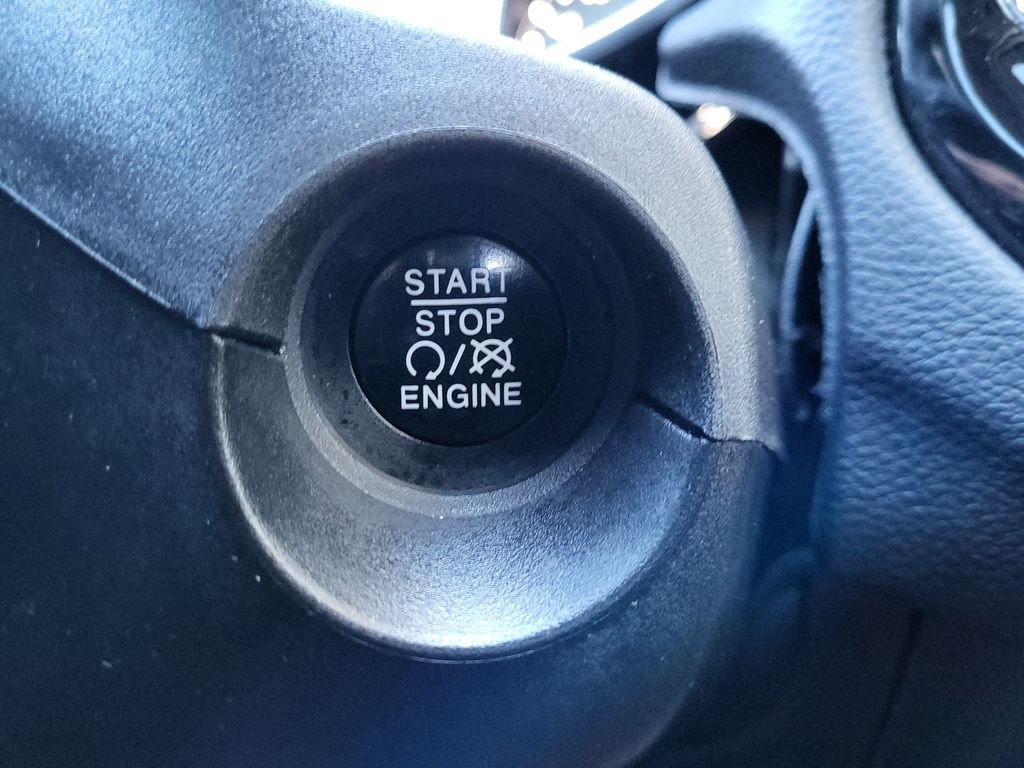 START
STOP
/
ENGINE